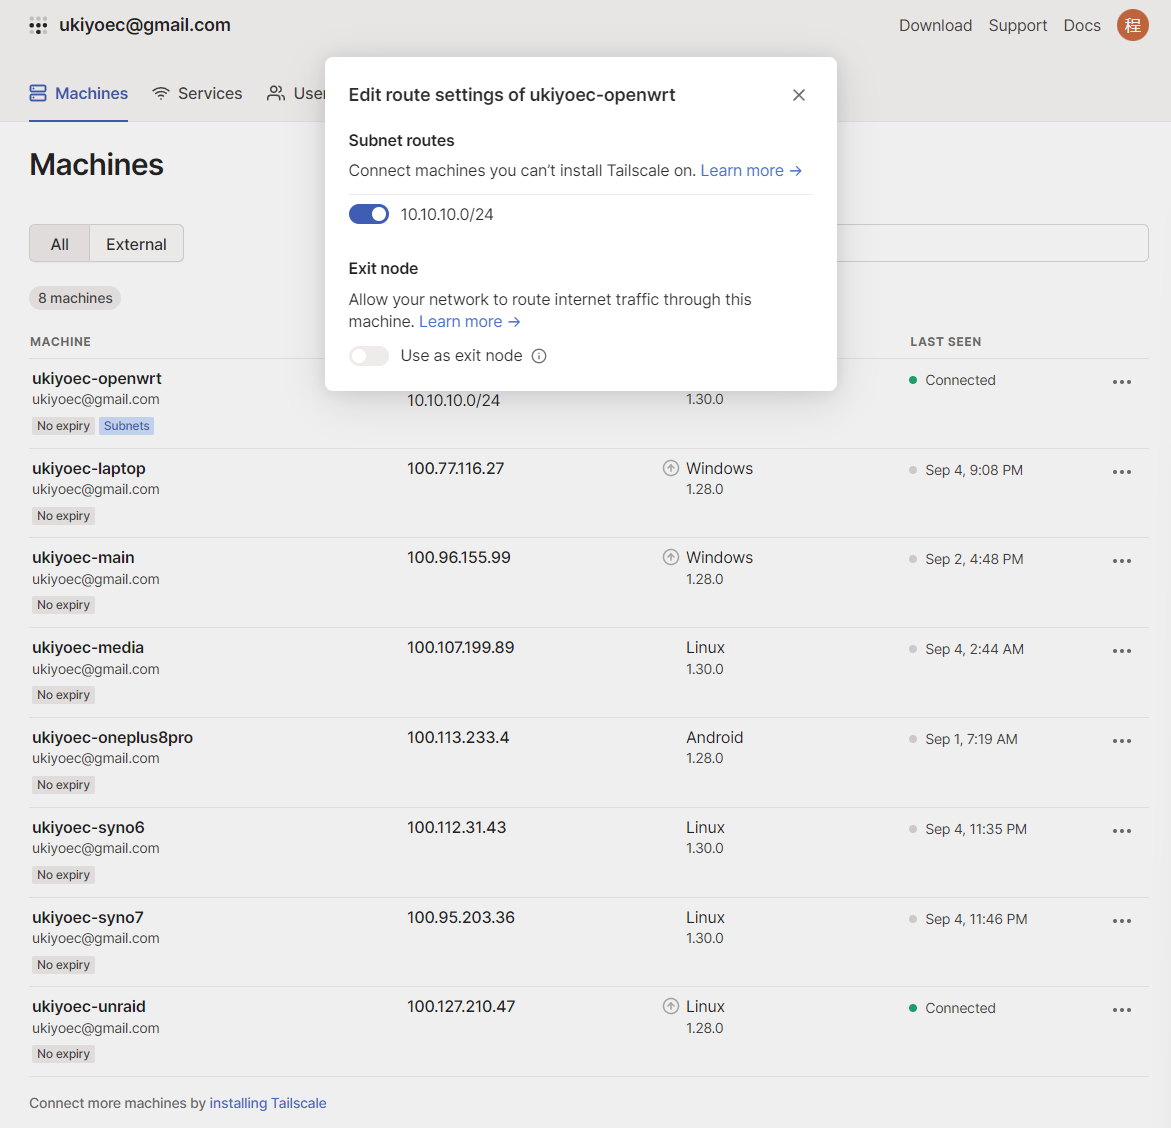 ukiyoec@gmail.com
Download Support Docs 程
Machines Services User
Edit route settings of ukiyoec-openwrt
Subnet routes
Connect machines you can’t install Tailscale on. Learn more →
10.10.10.0/24
Exit node
Allow your network to route internet traffic through this
machine. Learn more →
Use as exit node
Machines
All External
8 machines
MACHINE LAST SEEN
ukiyoec-openwrt Connected
ukiyoec@gmail.com 10.10.10.0/24 1.30.0
No expiry Subnets
ukiyoec-laptop 100.77.116.27 Windows Sep 4, 9:08 PM
ukiyoec@gmail.com 1.28.0
No expiry
ukiyoec-main 100.96.155.99 Windows Sep 2, 4:48 PM
ukiyoec@gmail.com 1.28.0
No expiry
ukiyoec-media 100.107.199.89 Linux Sep 4, 2:44 AM
ukiyoec@gmail.com 1.30.0
No expiry
ukiyoec-oneplus8pro 100.113.233.4 Android Sep 1, 7:19 AM
ukiyoec@gmail.com 1.28.0
No expiry
ukiyoec-syno6 100.112.31.43 Linux Sep 4, 11:35 PM
ukiyoec@gmail.com 1.30.0
No expiry
ukiyoec-syno7 100.95.203.36 Linux Sep 4, 11:46 PM
ukiyoec@gmail.com 1.30.0
No expiry
ukiyoec-unraid 100.127.210.47 Linux Connected
ukiyoec@gmail.com 1.28.0
No expiry
Connect more machines by installing Tailscale